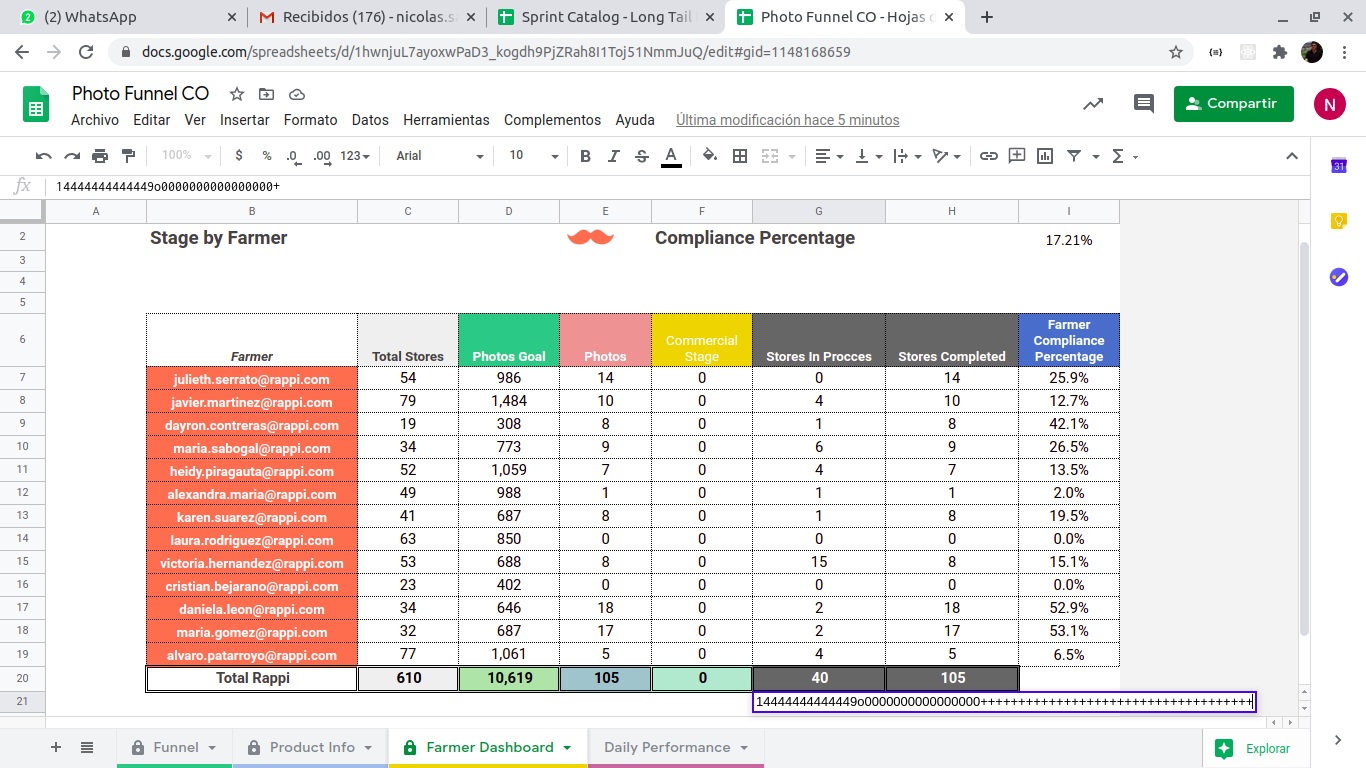 (2) WhatsApp
Recibidos (176) - nicolas.s
Sprint Catalog - Long Tail
Photo Funnel CO - Hojas
docs.google.com/spreadsheets/d/1hwnjuL7ayoxwPaD3_kogdh9PjZRah8I1Toj51NmmJuQ/edit#gid=1148168659
Photo Funnel CO
Compartir
N
Archivo Editar Ver Insertar Formato Datos Herramientas Complementos Ayuda Última modificación hace 5 minutos
100% $ % .0 .00 123 Arial 10 B I S A Σ
31
fx 14444444444449o0000000000000000+
A B C D E F G H I
2 Stage by Farmer Compliance Percentage 17.21%
3
4
5
6 Farmer Total Stores Photos Goal Photos Commercial Stage Stores In Procces Stores Completed Farmer Compliance Percentage
7 julieth.serrato@rappi.com 54 986 14 0 0 14 25.9%
8 javier.martinez@rappi.com 79 1,484 10 0 4 10 12.7%
9 dayron.contreras@rappi.com 19 308 8 0 1 8 42.1%
10 maria.sabogal@rappi.com 34 773 9 0 6 9 26.5%
11 heidy.piragauta@rappi.com 52 1,059 7 0 4 7 13.5%
12 alexandra.maria@rappi.com 49 988 1 0 1 1 2.0%
13 karen.suarez@rappi.com 41 687 8 0 1 8 19.5%
14 laura.rodriguez@rappi.com 63 850 0 0 0 0 0.0%
15 victoria.hernandez@rappi.com 53 688 8 0 15 8 15.1%
16 cristian.bejarano@rappi.com 23 402 0 0 0 0 0.0%
17 daniela.leon@rappi.com 34 646 18 0 2 18 52.9%
18 maria.gomez@rappi.com 32 687 17 0 2 17 53.1%
19 alvaro.patarroyo@rappi.com 77 1,061 5 0 4 5 6.5%
20 Total Rappi 610 10,619 105 0 40 105
21 14444444444449o0000000000000000++++++++++++++++++++++++++++++++++++
Funnel Product Info Farmer Dashboard Daily Performance Explorar